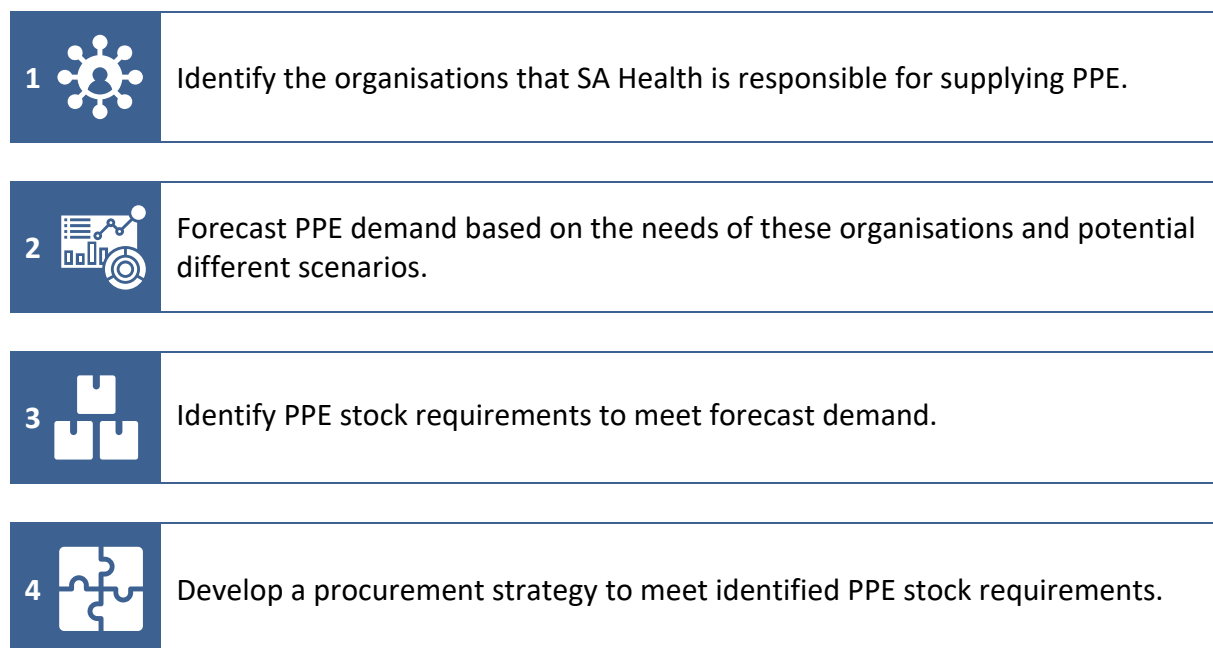 1
Identify the organisations that SA Health is responsible for supplying PPE.
2
Forecast PPE demand based on the needs of these organisations and potential
different scenarios.
3
Identify PPE stock requirements to meet forecast demand.
4
Develop a procurement strategy to meet identified PPE stock requirements.